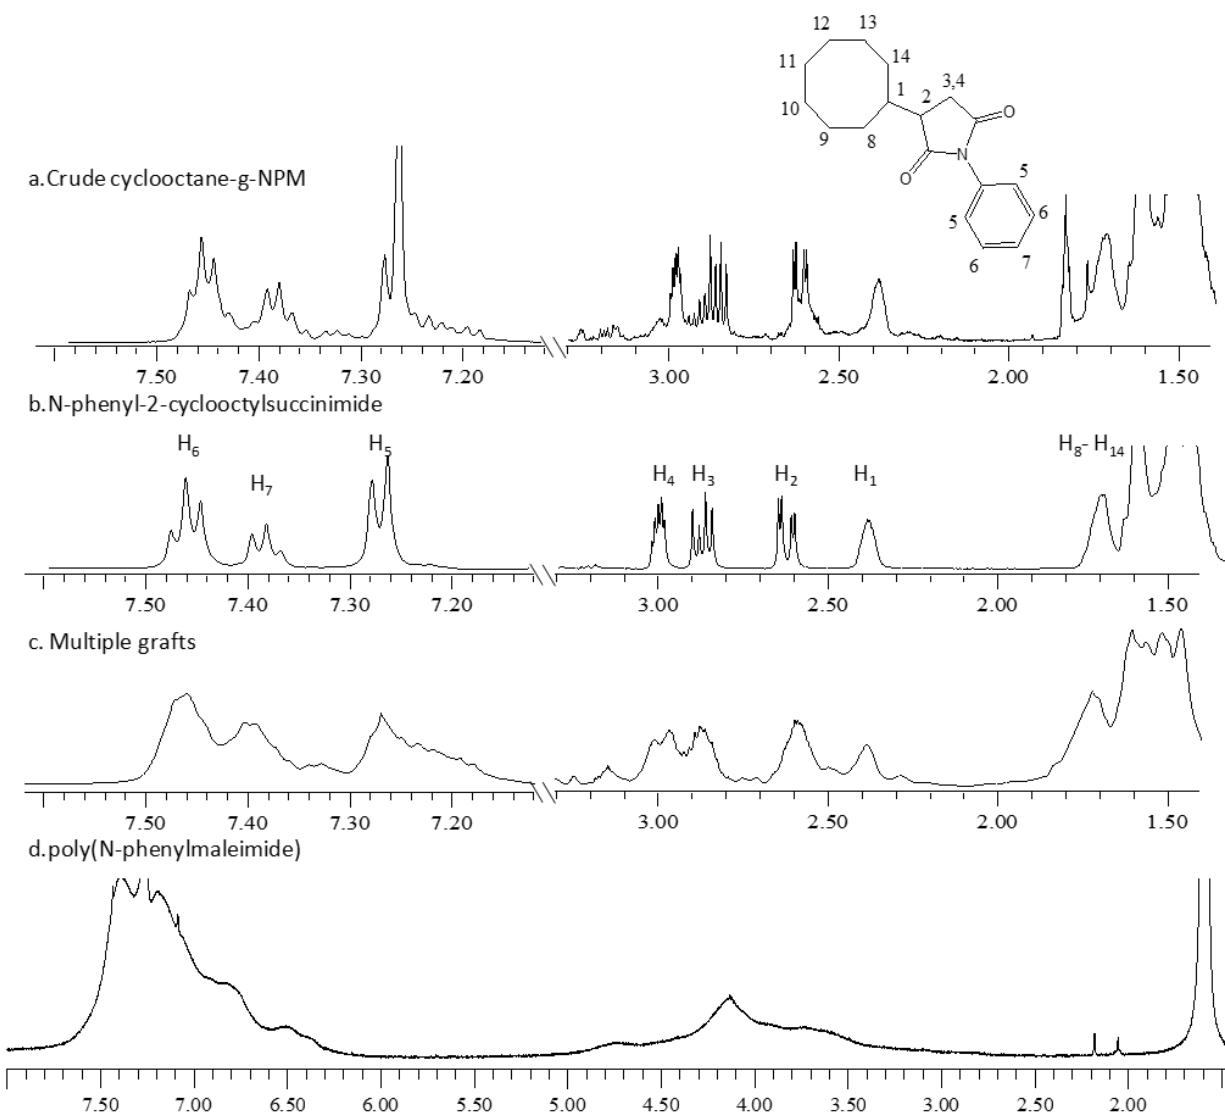 12 13
11 14
3,4
1
2
O
10
9 8
N
O
5
6
5
6 7
a.Crude cyclooctane-g-NPM
7.50 7.40 7.30 7.20 3.00 2.50 2.00 1.50
b.N-phenyl-2-cyclooctylsuccinimide
H6 H7 H5 H4 H3 H2 H1 H8- H14
7.50 7.40 7.30 7.20 3.00 2.50 2.00 1.50
c. Multiple grafts
7.50 7.40 7.30 7.20 3.00 2.50 2.00 1.50
d.poly(N-phenylmaleimide)
7.50 7.00 6.50 6.00 5.50 5.00 4.50 4.00 3.50 3.00 2.50 2.00